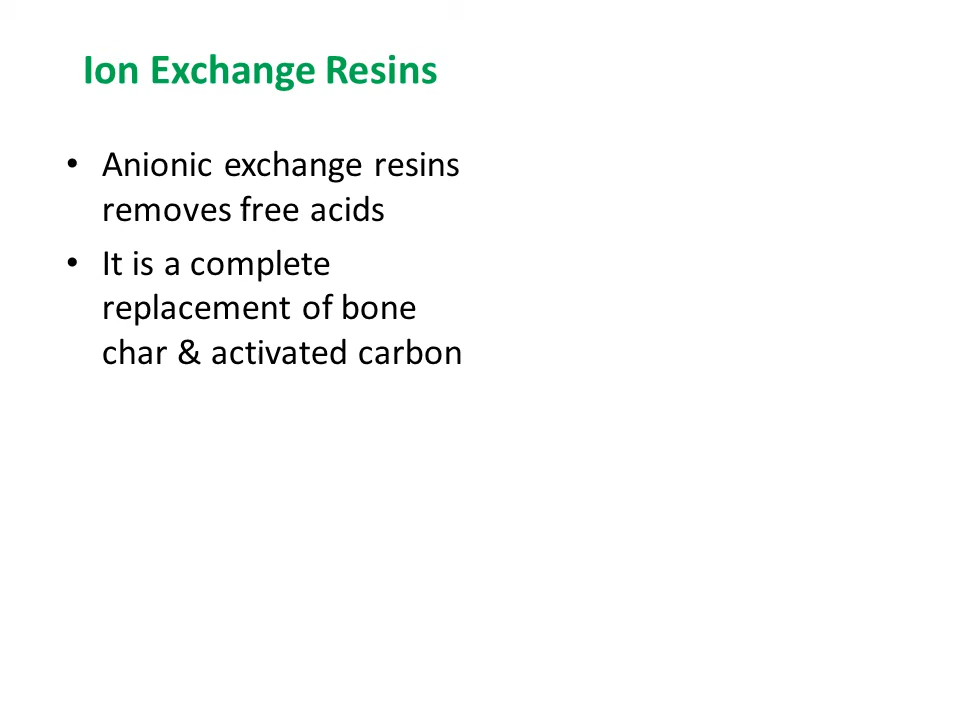 Ion Exchange Resins
• Anionic exchange resins
removes free acids
• It is a complete
replacement of bone
char & activated carbon